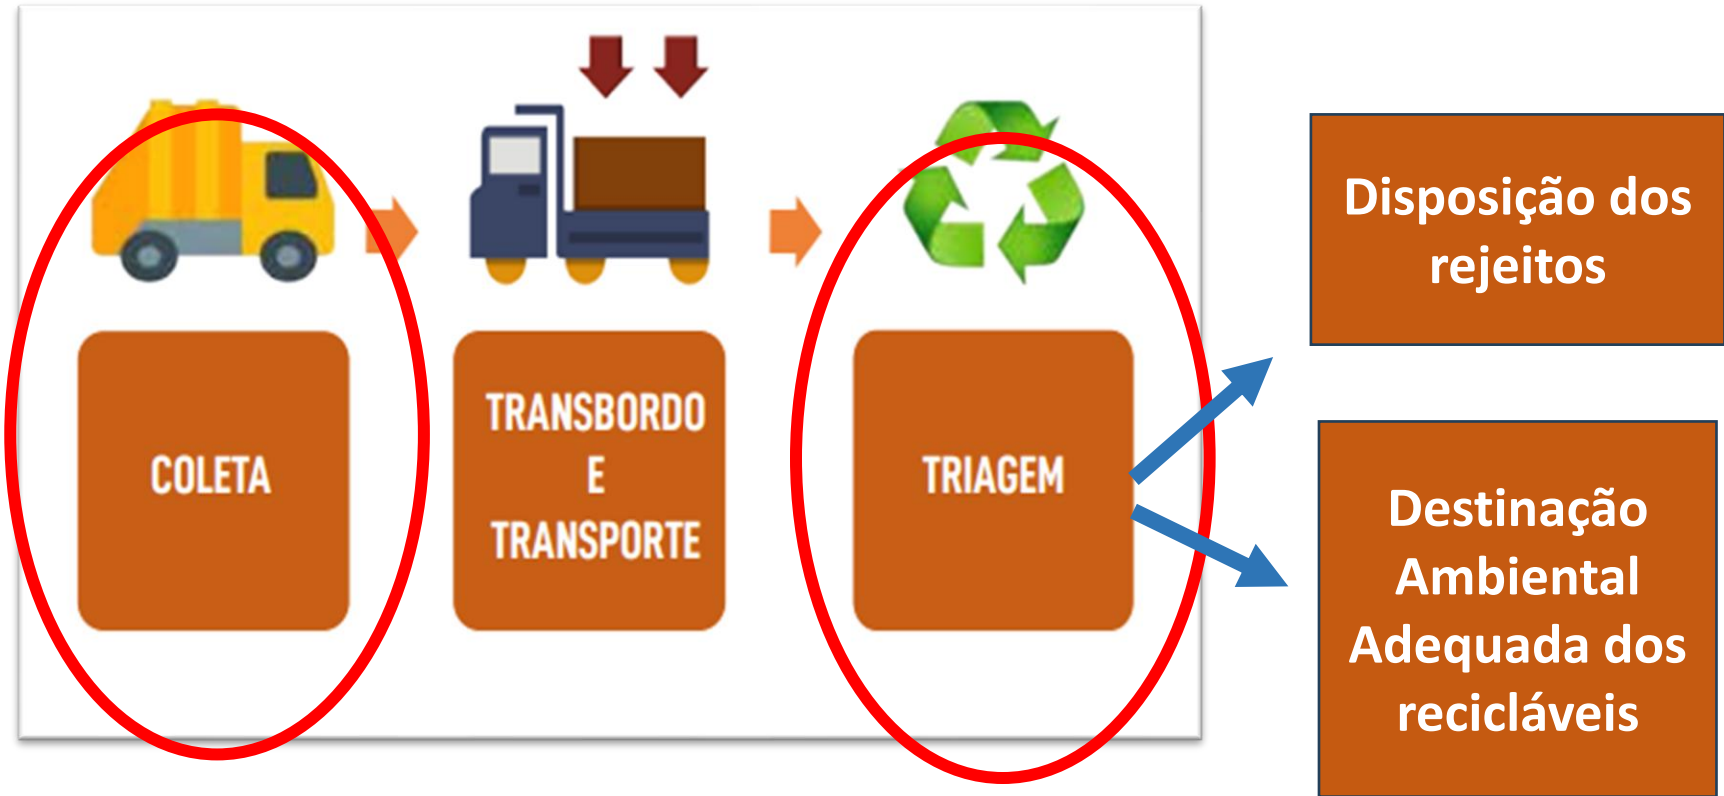 COLETA
TRANSBORDO
E
TRANSPORTE
TRIAGEM
Disposição dos
rejeitos
Destinação
Ambiental
Adequada dos
recicláveis